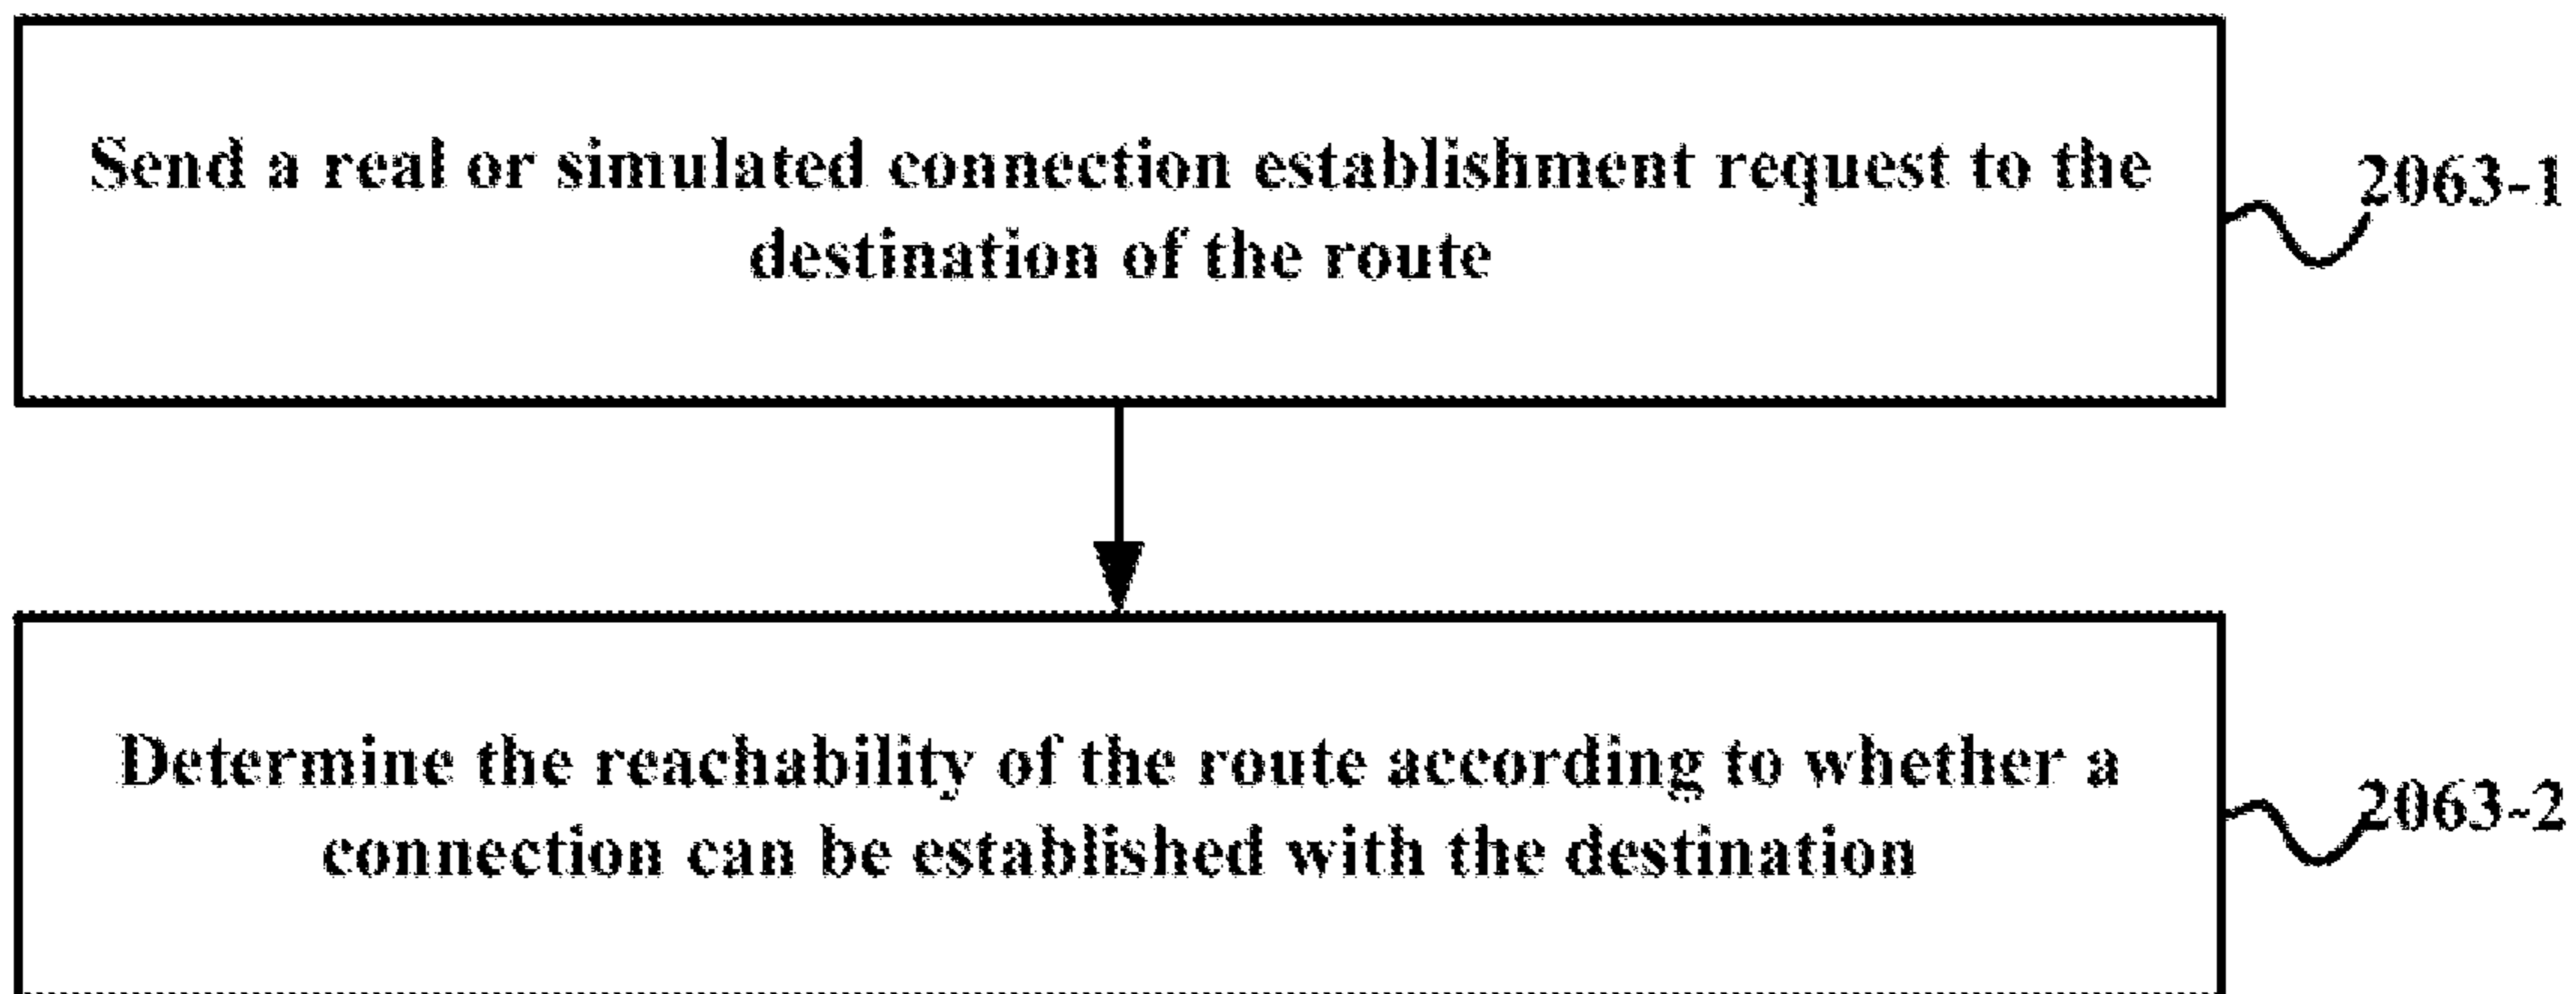 Send a real or simulated connection establishment request to the
destination of the route
2063-1
Determine the reachability of the route according to whether a
connection can be established with the destination
2063-2